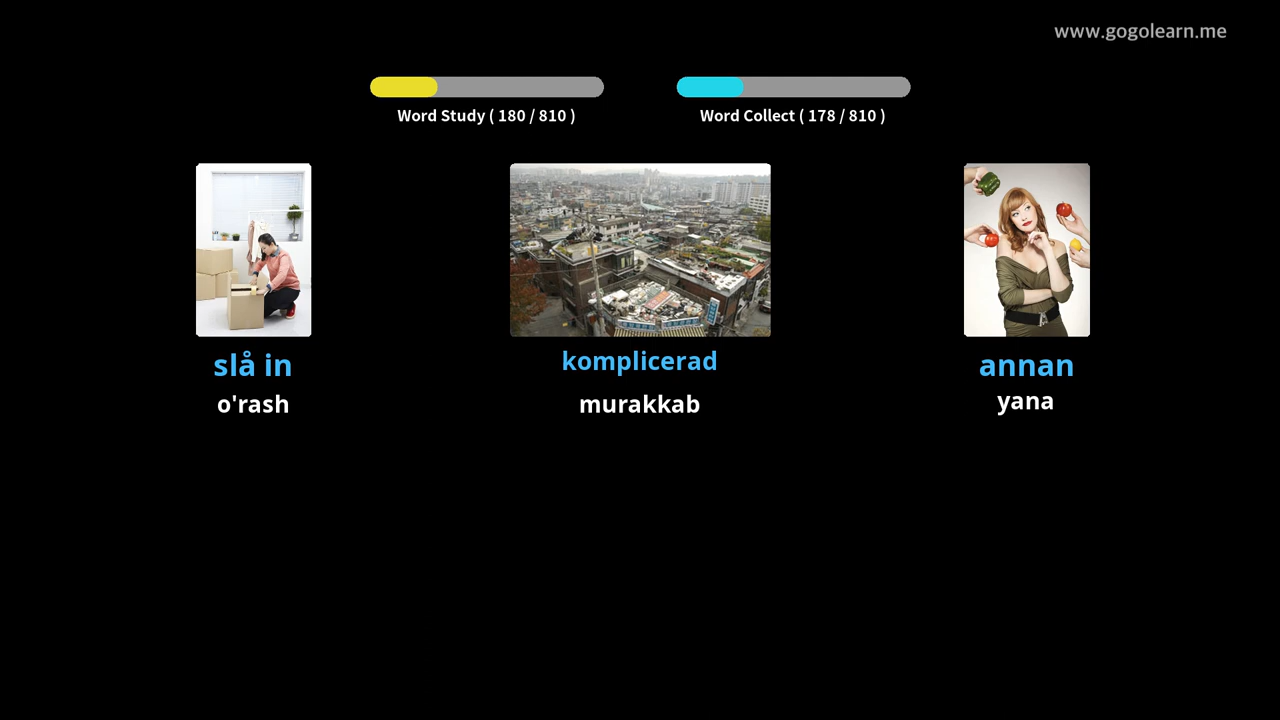 www.gogolearn.me
Word Study ( 180 / 810 )
Word Collect ( 178 / 810 )
slå in
o'rash
komplicerad
murakkab
annan
yana